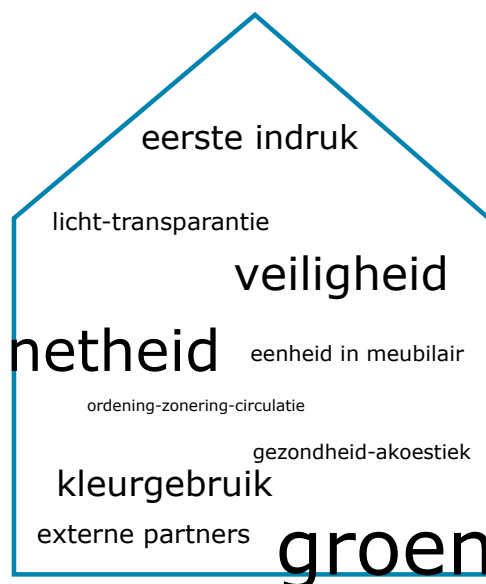 eerste indruk
licht-transparantie
veiligheid
netheid
eenheid in meubilair
ordening-zonering-circulatie
gezondheid-akoestiek
kleurgebruik
externe partners
groen